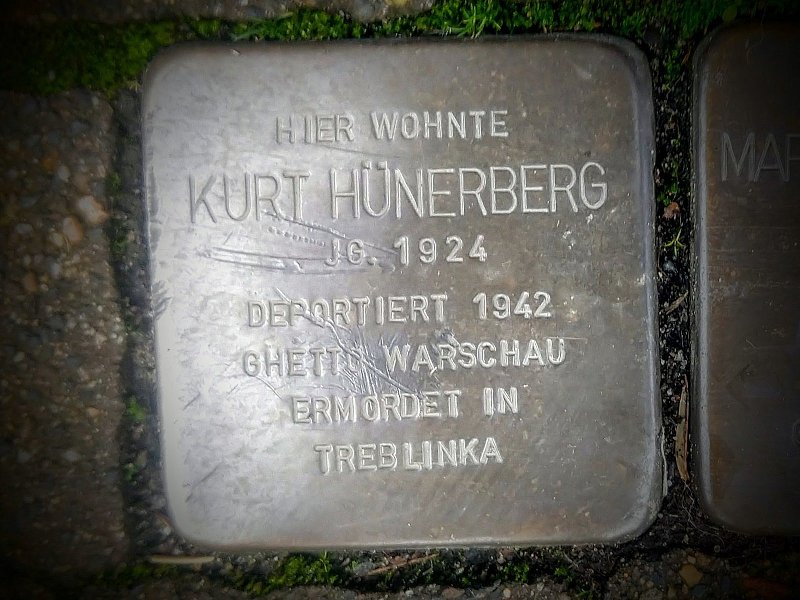 HIER WOHNTE
KURT HÜNERBERG
JG. 1924
DEPORTIERT 1942
GHETTO WARSCHAU
ERMORDET IN
TREBLINKA